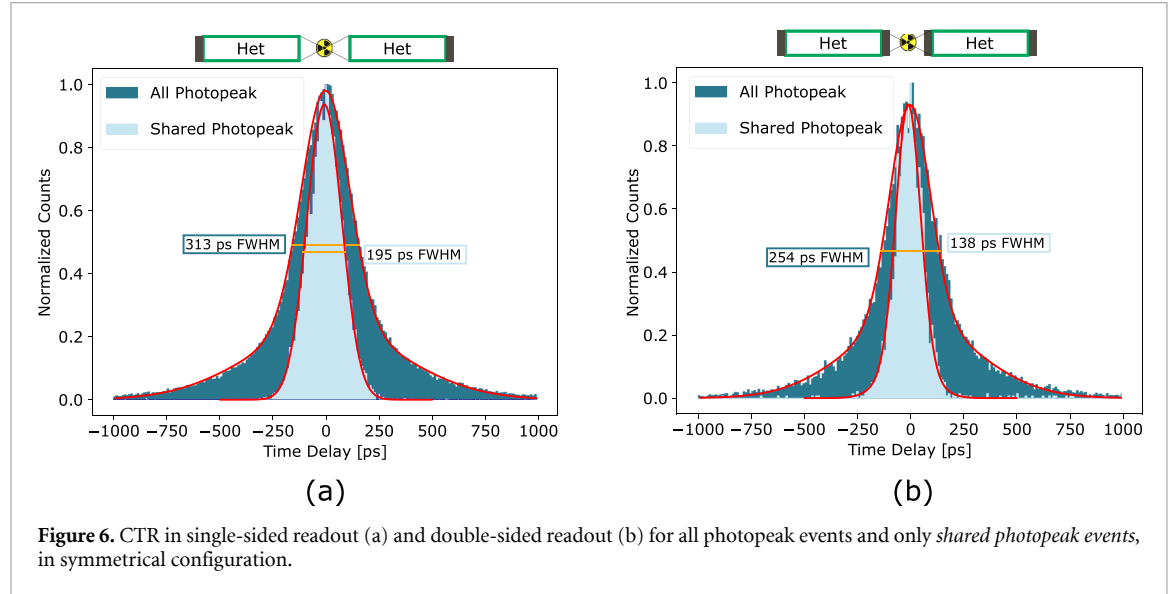 Het Het
All Photopeak
Shared Photopeak
Normalized Counts
1.0
0.8
0.6
0.4
0.2
0.0
313 ps FWHM
195 ps FWHM
−1000 −750 −500 −250 0 250 500 750 1000
Time Delay [ps]
(a)
Het Het
All Photopeak
Shared Photopeak
Normalized Counts
1.0
0.8
0.6
0.4
0.2
0.0
254 ps FWHM
138 ps FWHM
−1000 −750 −500 −250 0 250 500 750 1000
Time Delay [ps]
(b)
Figure 6. CTR in single-sided readout (a) and double-sided readout (b) for all photopeak events and only shared photopeak events,
in symmetrical configuration.